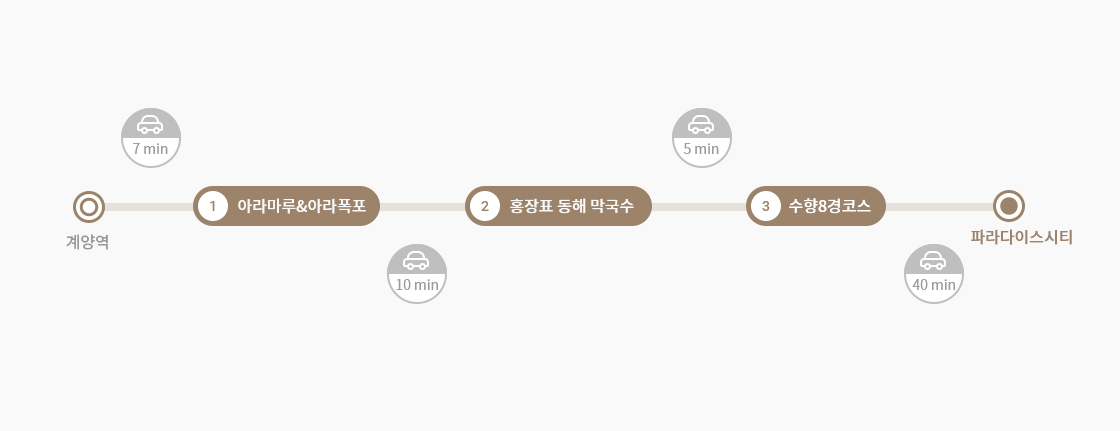 7 min
5 min
1 아라마루&아라폭포
2 홍장표 동해 막국수
3 수향8경코스
계양역
파라다이스시티
10 min
40 min